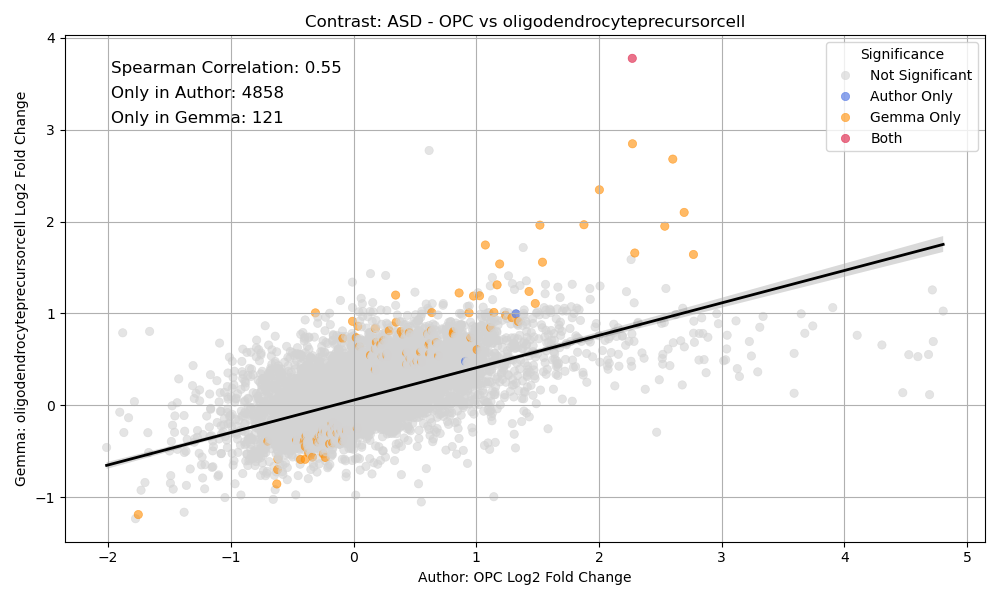 Contrast: ASD - OPC vs oligodendrocyteprecursorcell
Spearman Correlation: 0.55
Only in Author: 4858
Only in Gemma: 121
Significance
Not Significant
Author Only
Gemma Only
Both
Gemma: oligodendrocyteprecursorcell Log2 Fold Change
4
3
2
1
0
−1
−2
−1
0
1
2
3
4
5
Author: OPC Log2 Fold Change